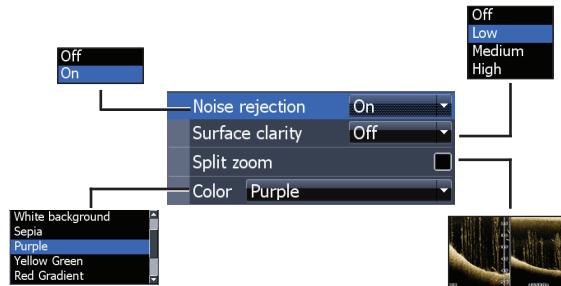 Off
On
Off
Low
Medium
High
Noise rejection On
Surface clarity Off
Split zoom
Color Purple
White background
Sepia
Purple
Yellow Green
Red Gradient